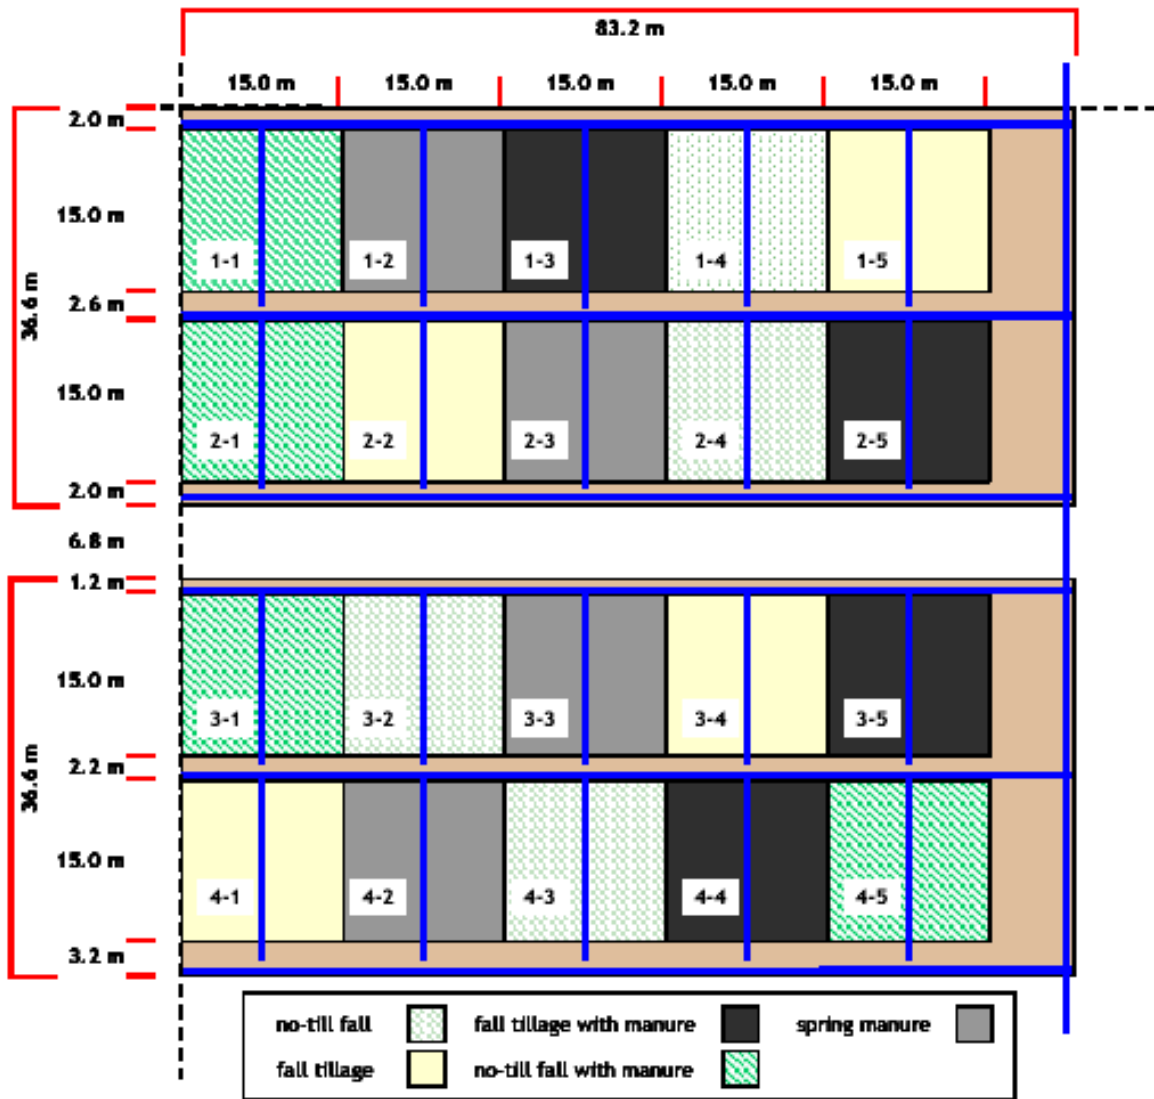 83.2 m
15.0 m 15.0 m 15.0 m 15.0 m 15.0 m
2.0 m
15.0 m
1-1 1-2 1-3 1-4 1-5
2.6 m
36.6 m
15.0 m
2-1 2-2 2-3 2-4 2-5
2.0 m
6.8 m
1.2 m
15.0 m
3-1 3-2 3-3 3-4 3-5
2.2 m
36.6 m
15.0 m
4-1 4-2 4-3 4-4 4-5
3.2 m
no-till fall fall tillage with manure spring manure
fall tillage no-till fall with manure